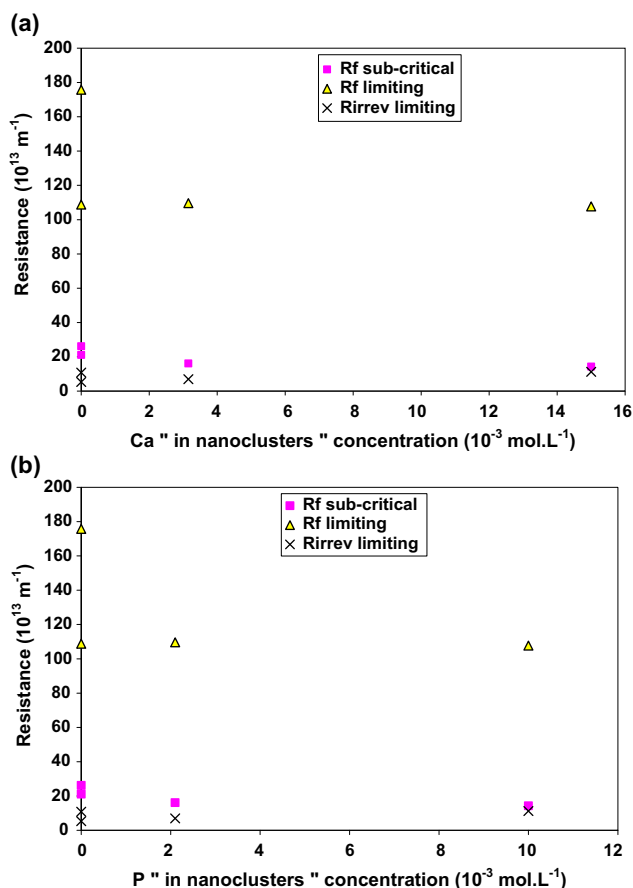 (a)
200
180
160
140
120
100
80
60
40
20
0
Resistance (10¹³ m⁻¹)
Rf sub-critical
Rf limiting
Rirrev limiting
0 2 4 6 8 10 12 14 16
Ca " in nanoclusters " concentration (10⁻³ mol.L⁻¹)
(b)
200
180
160
140
120
100
80
60
40
20
0
Resistance (10¹³ m⁻¹)
Rf sub-critical
Rf limiting
Rirrev limiting
0 2 4 6 8 10 12
P " in nanoclusters " concentration (10⁻³ mol.L⁻¹)